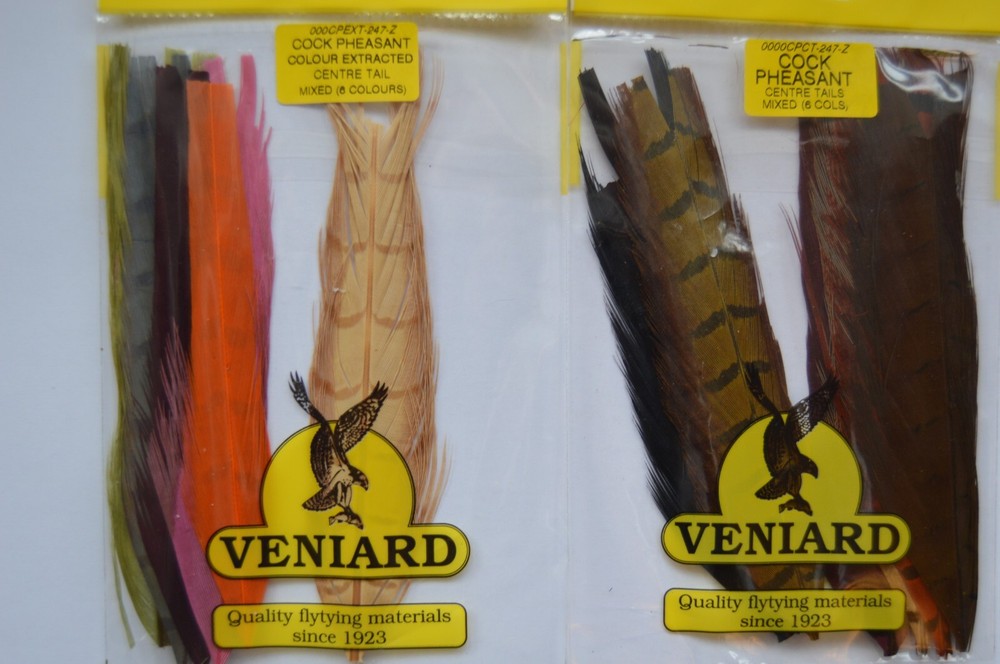 000CPEXT-247-Z
COCK PHEASANT
COLOUR EXTRACTED
CENTRE TAIL
MIXED (6 COLOURS)
VENIARD
Quality flytying materials
since 1923
0000CPCT-247-Z
COCK
PHEASANT
CENTRE TAILS
MIXED (6 COLS)
VENIARD
Quality flytying materials
since 1923